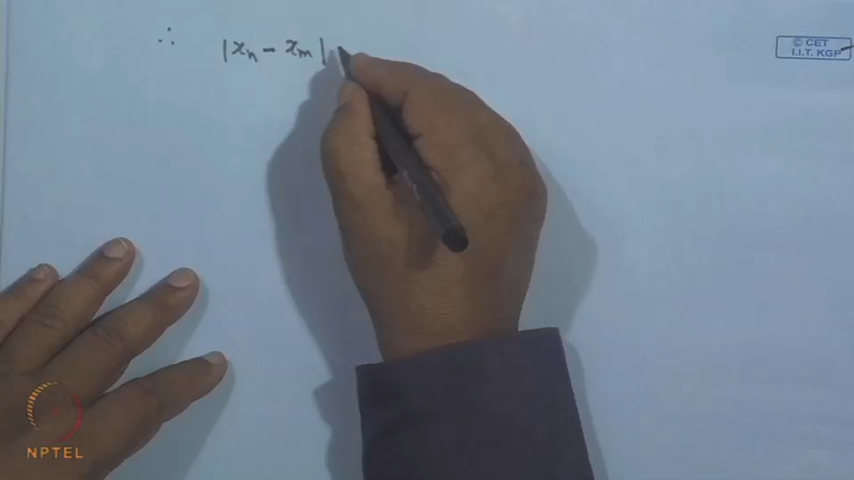 ∴ |xₙ - xₘ|
© CET
I.I.T. KGP
NPTEL